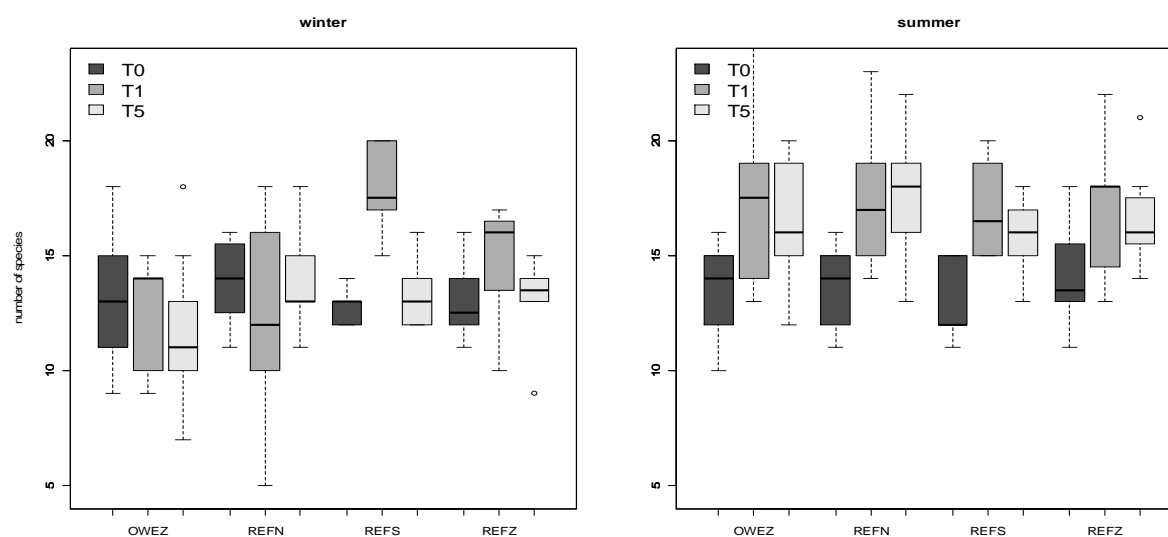 winter
T0
T1
T5
number of species
20
15
10
5
OWEZ REFN REFS REFZ
summer
T0
T1
T5
20
15
10
5
OWEZ REFN REFS REFZ